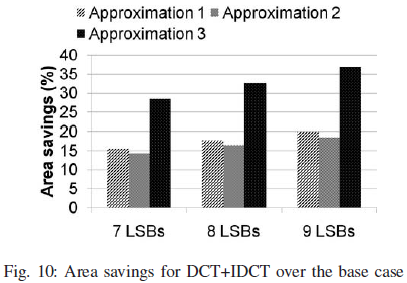 Approximation 1 Approximation 2
Approximation 3
Area savings (%)
40
35
30
25
20
15
10
5
0
7 LSBs 8 LSBs 9 LSBs
Fig. 10: Area savings for DCT+IDCT over the base case